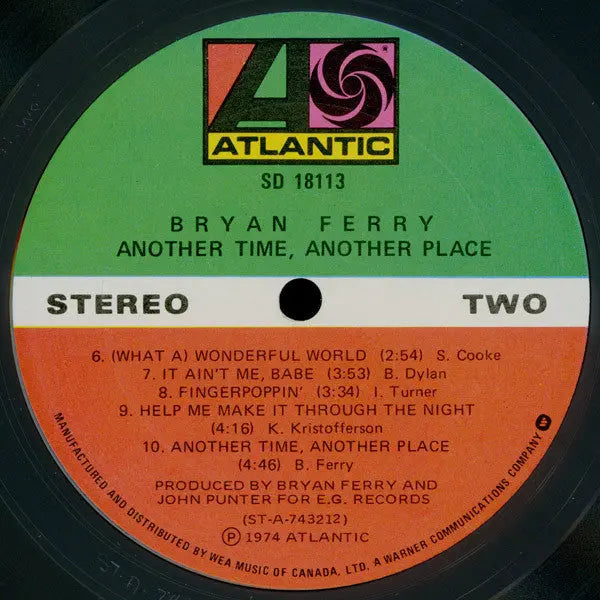 ATLANTIC
SD 18113
BRYAN FERRY
ANOTHER TIME, ANOTHER PLACE
STEREO TWO
6. (WHAT A) WONDERFUL WORLD (2:54) S. Cooke
7. IT AIN'T ME, BABE (3:53) B. Dylan
8. FINGERPOPPIN' (3:34) I. Turner
9. HELP ME MAKE IT THROUGH THE NIGHT
(4:16) K. Kristofferson
10. ANOTHER TIME, ANOTHER PLACE
(4:46) B. Ferry
PRODUCED BY BRYAN FERRY AND
JOHN PUNTER FOR E.G. RECORDS
(ST-A-743212)
Ⓟ 1974 ATLANTIC
MANUFACTURED AND DISTRIBUTED BY WEA MUSIC OF CANADA, LTD. A WARNER COMMUNICATIONS COMPANY